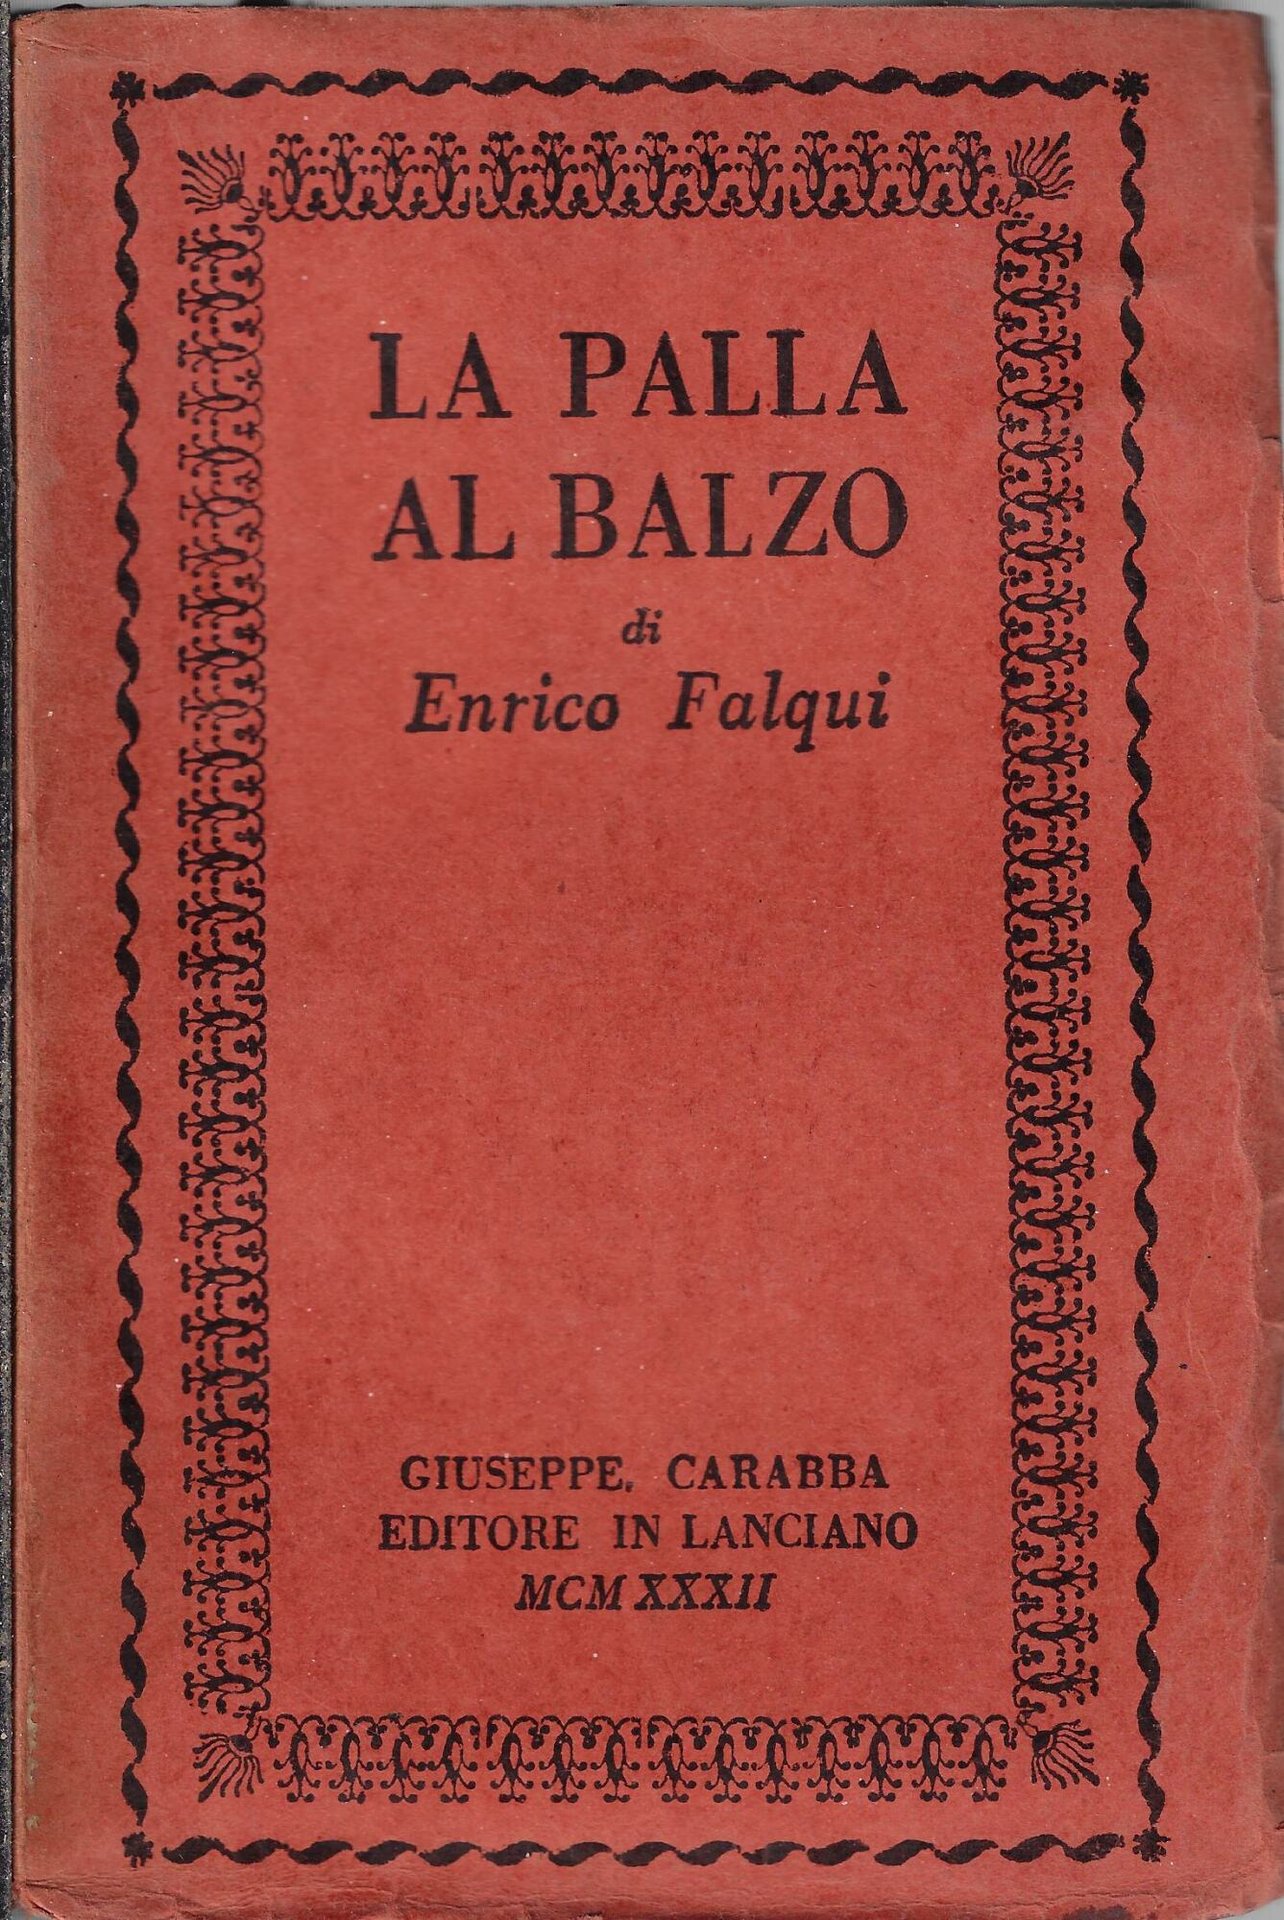 LA PALLA
AL BALZO
di
Enrico Falqui
GIUSEPPE. CARABBA
EDITORE IN LANCIANO
MCMXXXII